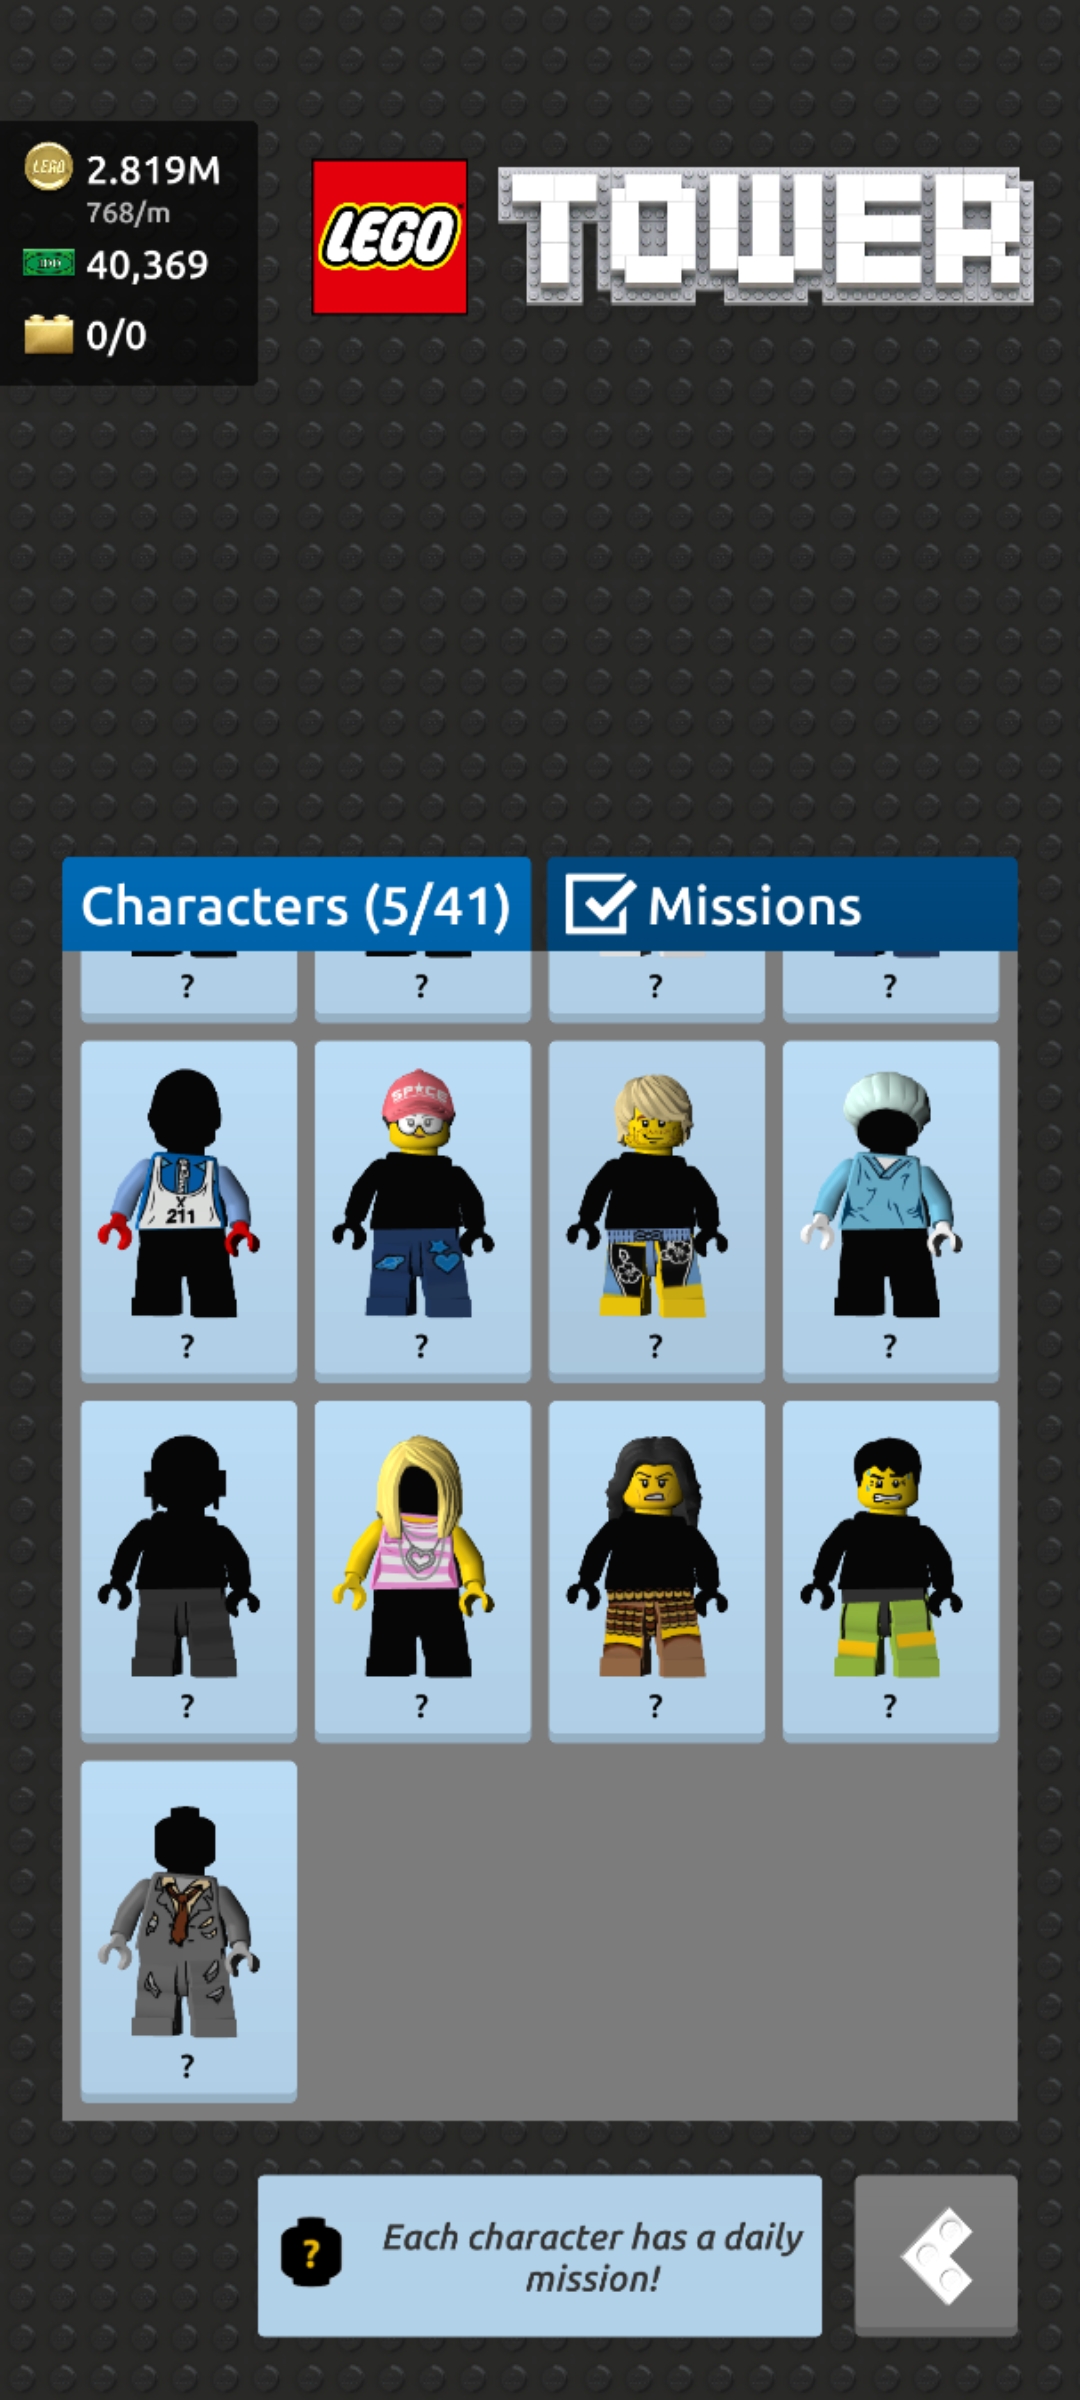 LEGO
2.819M
768/m
40,369
0/0
LEGO
TOWER
Characters (5/41)
Missions
? ? ? ?
X
211
SPACE
? ? ? ?
? ? ? ?
?
?
Each character has a daily
mission!